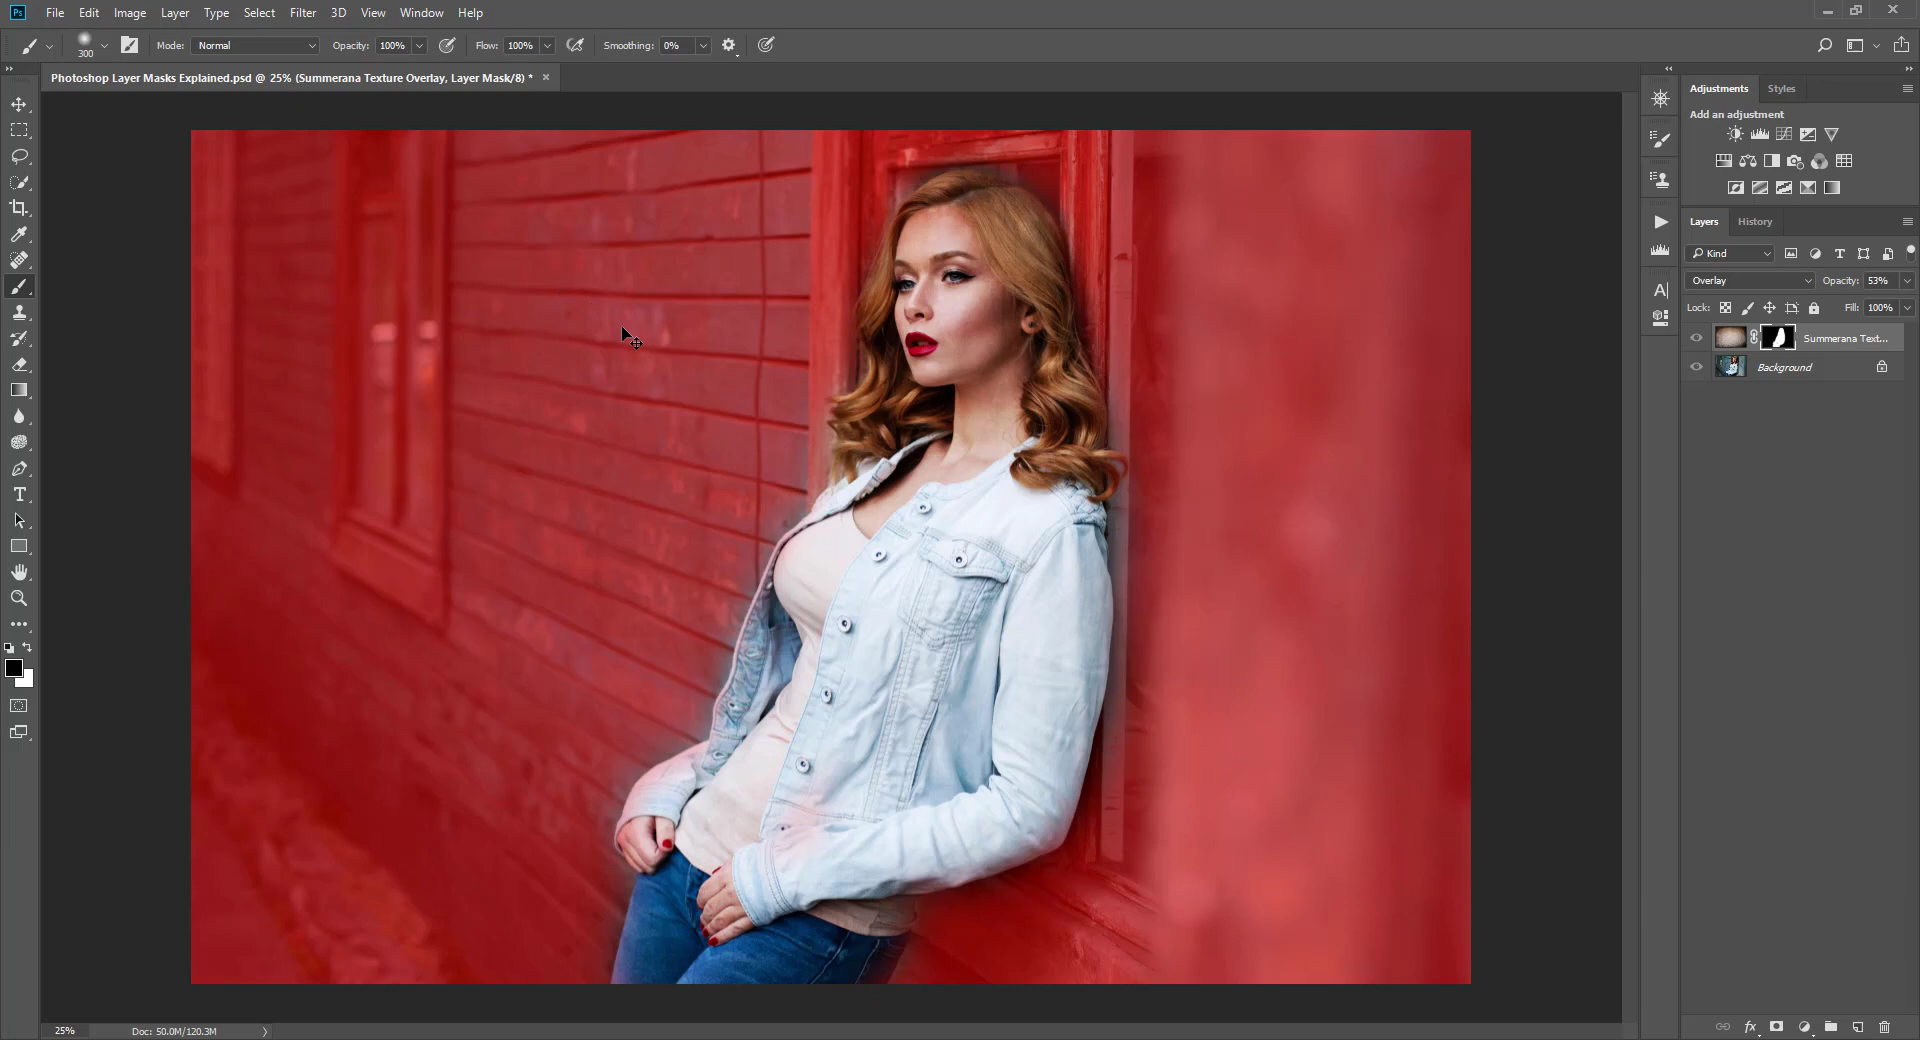 Ps File Edit Image Layer Type Select Filter 3D View Window Help
300 Mode: Normal Opacity: 100% Flow: 100% Smoothing: 0%
Photoshop Layer Masks Explained.psd @ 25% (Summerana Texture Overlay, Layer Mask/8) * ×
Adjustments Styles
Add an adjustment
Layers History
Kind
Overlay Opacity: 53%
Lock: Fill: 100%
Summerana Text...
Background
25% Doc: 50.0M/120.3M